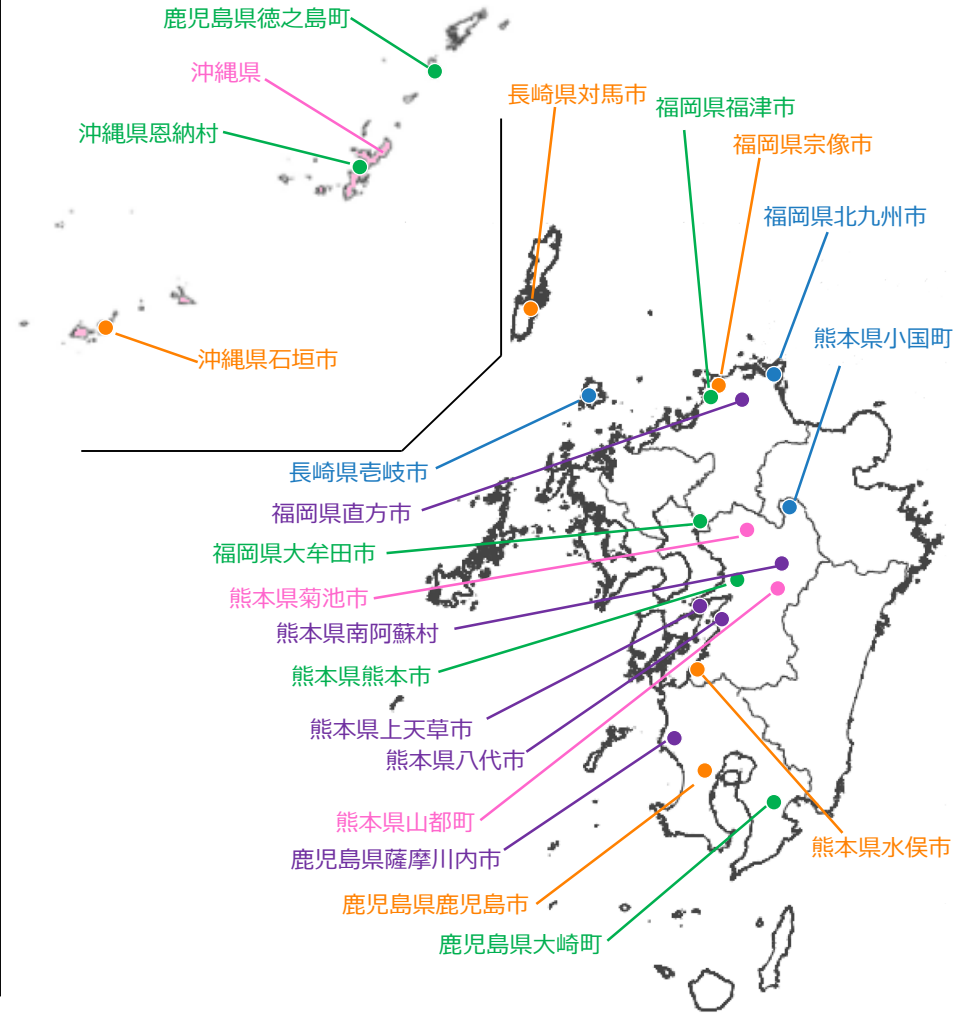 鹿児島県徳之島町
沖縄県
沖縄県恩納村
長崎県対馬市
福岡県福津市
福岡県宗像市
福岡県北九州市
熊本県小国町
沖縄県石垣市
長崎県壱岐市
福岡県直方市
福岡県大牟田市
熊本県菊池市
熊本県南阿蘇村
熊本県熊本市
熊本県上天草市
熊本県八代市
熊本県山都町
鹿児島県薩摩川内市
熊本県水俣市
鹿児島県鹿児島市
鹿児島県大崎町